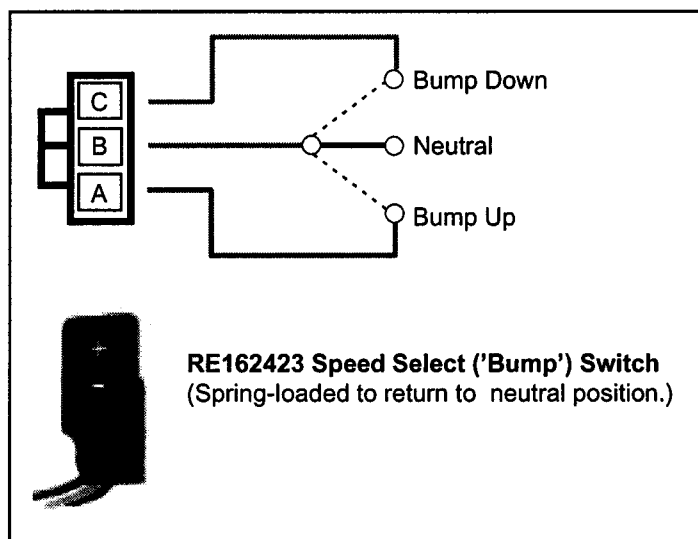 C
Bump Down
B
Neutral
A
Bump Up
+
–
RE162423 Speed Select ('Bump') Switch
(Spring-loaded to return to neutral position.)